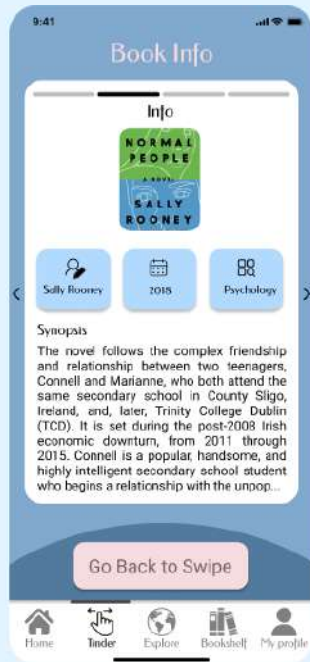 9:41
Book Info
Info
NORMAL
PEOPLE
A NOVEL
SALLY
ROONEY
Sally Rooney
2018
Psychology
Synopsis
The novel follows the complex friendship
and relationship between two teenagers,
Connell and Marianne, who both attend the
same secondary school in County Sligo,
Ireland, and, later, Trinity College Dublin
(TCD). It is set during the post-2008 Irish
economic downturn, from 2011 through
2015. Connell is a popular, handsome, and
highly intelligent secondary school student
who begins a relationship with the unpop...
Go Back to Swipe
Home
Tinder
Explore
Bookshelf
My profile